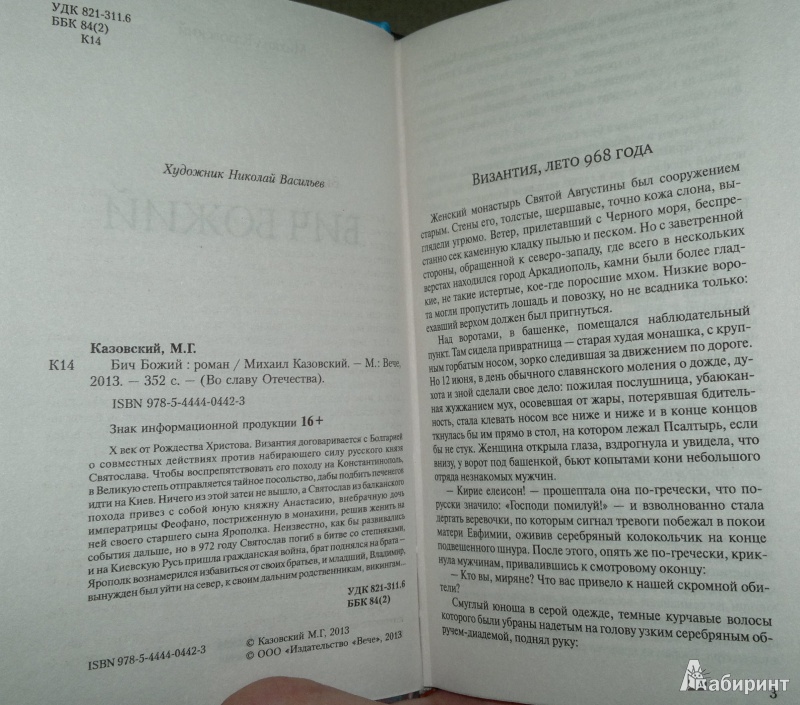 УДК 821-311.6
ББК 84(2)
К14
Художник Николай Васильев
БИЧ БОЖИЙ
Казовский, М.Г.
К14 Бич Божий : роман / Михаил Казовский. — М.: Вече,
2013. — 352 с. — (Во славу Отечества).
ISBN 978-5-4444-0442-3
Знак информационной продукции 16+
X век от Рождества Христова. Византия договаривается с Болгарией
о совместных действиях против набирающего силу русского князя
Святослава. Чтобы воспрепятствовать его походу на Константинополь,
в Великую степь отправляется тайное посольство, дабы подбить печенегов
идти на Киев. Ничего из этой затеи не вышло, а Святослав из балканского
похода привез с собой юную княжну Анастасию, внебрачную дочь
императрицы Феофано, постриженную в монахини, решив женить на
ней своего старшего сына Ярополка. Неизвестно, как бы развивались
события дальше, но в 972 году Святослав погиб в битве со степняками,
и на Киевскую Русь пришла гражданская война, брат поднялся на брата —
Ярополк вознамерился избавиться от своих братьев, и младший, Владимир,
вынужден был уйти на север, к своим дальним родственникам, викингам...
УДК 821-311.6
ББК 84(2)
© Казовский М.Г., 2013
ISBN 978-5-4444-0442-3 © ООО «Издательство «Вече», 2013
ВИЗАНТИЯ, ЛЕТО 968 ГОДА
Женский монастырь Святой Августины был сооружением
старым. Стены его, толстые, шершавые, точно кожа слона, вы-
глядели угрюмо. Ветер, прилетавший с Черного моря, беспре-
станно сек каменную кладку пылью и песком. Но с заветренной
стороны, обращенной к северо-западу, где всего в нескольких
верстах находился город Аркадиополь, камни были более глад-
кие, не такие истертые, кое-где поросшие мхом. Низкие воро-
та могли пропустить лошадь и повозку, но не всадника только:
ехавший верхом должен был пригнуться.
Над воротами, в башенке, помещался наблюдательный
пункт. Там сидела привратница — старая худая монашка, с круп-
ным горбатым носом, зорко следившая за движением по дороге.
Но 12 июня, в день обычного славянского моления о дожде, ду-
хота и зной сделали свое дело: пожилая послушница, убаюкан-
ная жужжанием мух, осовевшая от жары, потерявшая бдитель-
ность, стала клевать носом все ниже и ниже и в конце концов
ткнулась бы им прямо в стол, на котором лежал Псалтырь, если
бы не стук. Женщина открыла глаза, вздрогнула и увидела, что
внизу, у ворот под башенкой, бьют копытами кони небольшого
отряда незнакомых мужчин.
— Кирие елеисон! — прошептала она по-гречески, что по-
русски значило: «Господи помилуй!» — и взволнованно стала
дергать веревочки, по которым сигнал тревоги побежал в покои
матери Евфимии, оживив серебряный колокольчик на конце
подвешенного шнура. После этого, опять же по-гречески, крик-
нула мужчинам, привалившись к смотровому оконцу:
— Кто вы, миряне? Что вас привело к нашей скромной оби-
тели?
Смуглый юноша в серой одежде, темные курчавые волосы
которого были убраны надетым на голову узким серебряным об-
ручем-диадемой, поднял руку:
3
Лабиринт